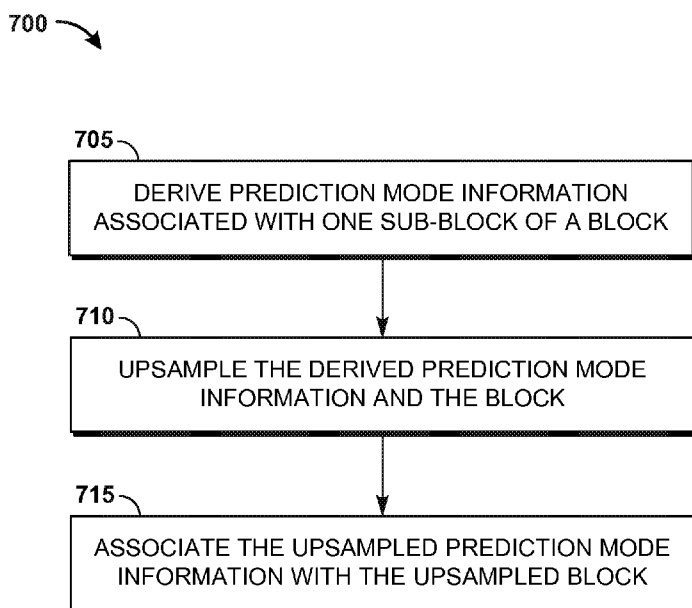 700
705
DERIVE PREDICTION MODE INFORMATION
ASSOCIATED WITH ONE SUB-BLOCK OF A BLOCK
710
UPSAMPLE THE DERIVED PREDICTION MODE
INFORMATION AND THE BLOCK
715
ASSOCIATE THE UPSAMPLED PREDICTION MODE
INFORMATION WITH THE UPSAMPLED BLOCK